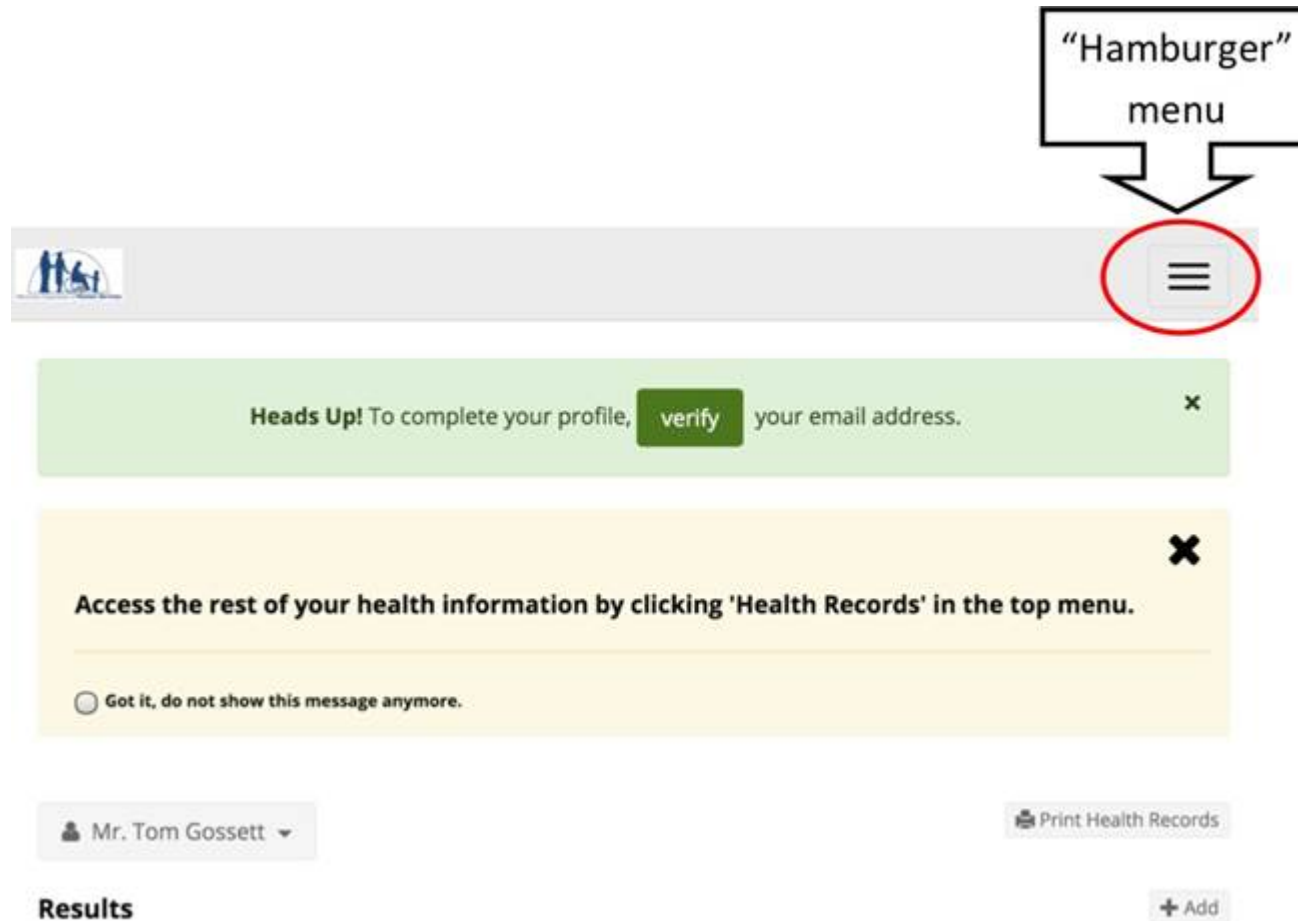 “Hamburger”
menu
Heads Up! To complete your profile, verify your email address.
Access the rest of your health information by clicking 'Health Records' in the top menu.
Got it, do not show this message anymore.
Mr. Tom Gossett
Print Health Records
Results
Add